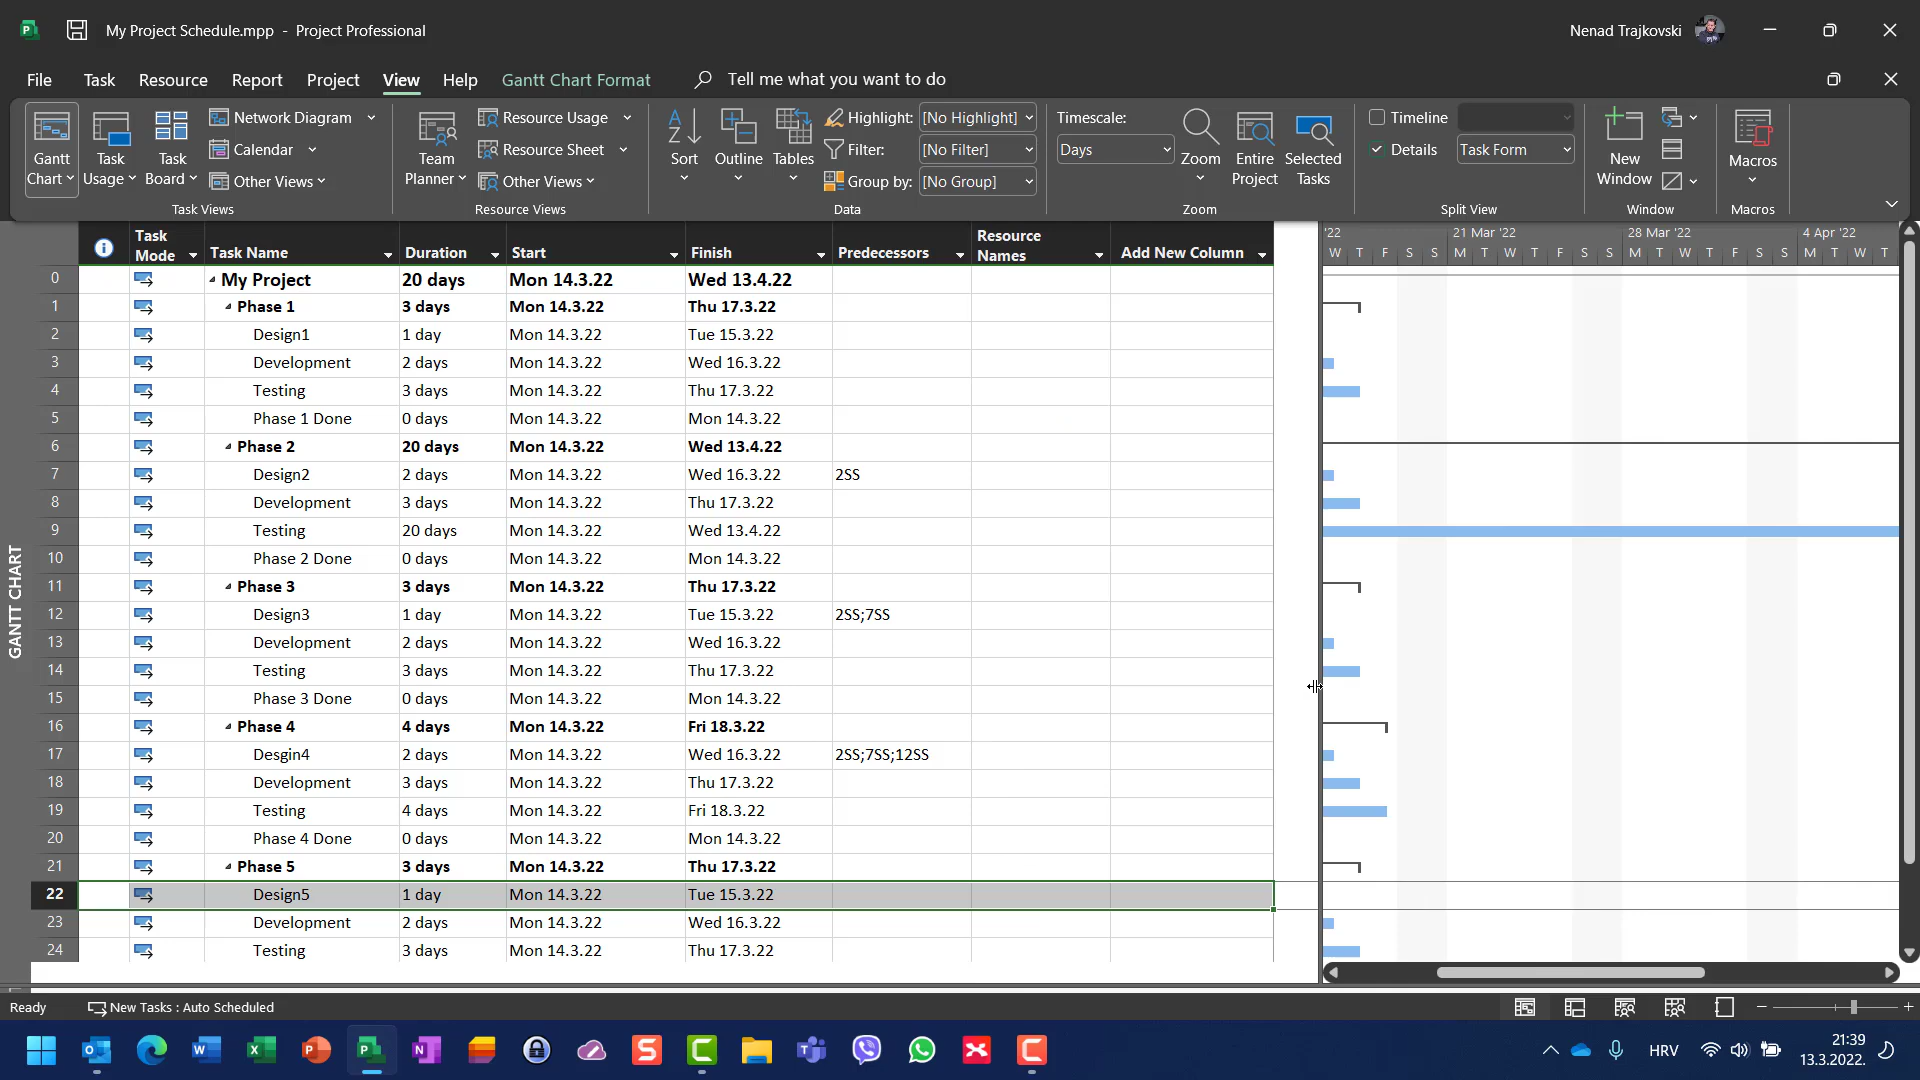 My Project Schedule.mpp - Project Professional
Nenad Trajkovski
File Task Resource Report Project View Help Gantt Chart Format Tell me what you want to do
Gantt Chart
Task Usage
Task Board
Network Diagram
Calendar
Other Views
Task Views
Team Planner
Resource Usage
Resource Sheet
Other Views
Resource Views
Sort
Outline
Tables
Highlight: [No Highlight]
Filter: [No Filter]
Group by: [No Group]
Data
Timescale:
Days
Zoom
Entire Project
Selected Tasks
Zoom
Timeline
Details Task Form
Split View
New Window
Window
Macros
Macros
Task Mode Task Name Duration Start Finish Predecessors Resource Names Add New Column
'22 21 Mar '22 28 Mar '22 4 Apr '22
W T F S S M T W T F S S M T W T F S S M T W T
0 My Project 20 days Mon 14.3.22 Wed 13.4.22
1 Phase 1 3 days Mon 14.3.22 Thu 17.3.22
2 Design1 1 day Mon 14.3.22 Tue 15.3.22
3 Development 2 days Mon 14.3.22 Wed 16.3.22
4 Testing 3 days Mon 14.3.22 Thu 17.3.22
5 Phase 1 Done 0 days Mon 14.3.22 Mon 14.3.22
6 Phase 2 20 days Mon 14.3.22 Wed 13.4.22
7 Design2 2 days Mon 14.3.22 Wed 16.3.22 2SS
8 Development 3 days Mon 14.3.22 Thu 17.3.22
9 Testing 20 days Mon 14.3.22 Wed 13.4.22
10 Phase 2 Done 0 days Mon 14.3.22 Mon 14.3.22
11 Phase 3 3 days Mon 14.3.22 Thu 17.3.22
12 Design3 1 day Mon 14.3.22 Tue 15.3.22 2SS;7SS
13 Development 2 days Mon 14.3.22 Wed 16.3.22
14 Testing 3 days Mon 14.3.22 Thu 17.3.22
15 Phase 3 Done 0 days Mon 14.3.22 Mon 14.3.22
16 Phase 4 4 days Mon 14.3.22 Fri 18.3.22
17 Desgin4 2 days Mon 14.3.22 Wed 16.3.22 2SS;7SS;12SS
18 Development 3 days Mon 14.3.22 Thu 17.3.22
19 Testing 4 days Mon 14.3.22 Fri 18.3.22
20 Phase 4 Done 0 days Mon 14.3.22 Mon 14.3.22
21 Phase 5 3 days Mon 14.3.22 Thu 17.3.22
22 Design5 1 day Mon 14.3.22 Tue 15.3.22
23 Development 2 days Mon 14.3.22 Wed 16.3.22
24 Testing 3 days Mon 14.3.22 Thu 17.3.22
GANTT CHART
Ready New Tasks : Auto Scheduled
HRV
21:39
13.3.2022.